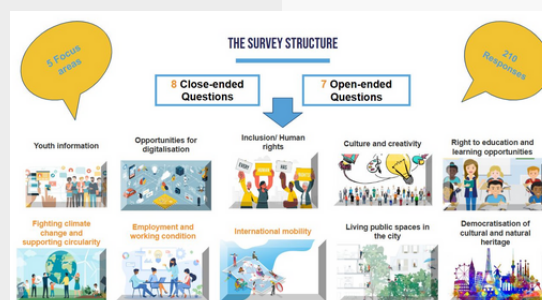 5 Focus
areas
THE SURVEY STRUCTURE
210
Responses
8 Close-ended
Questions
7 Open-ended
Questions
Youth information
Opportunities for
digitalisation
Inclusion/ Human
rights
Culture and creativity
Right to education and
learning opportunities
Fighting climate
change and
supporting circularity
Employment and
working condition
International mobility
Living public spaces in
the city
Democratisation of
cultural and natural
heritage